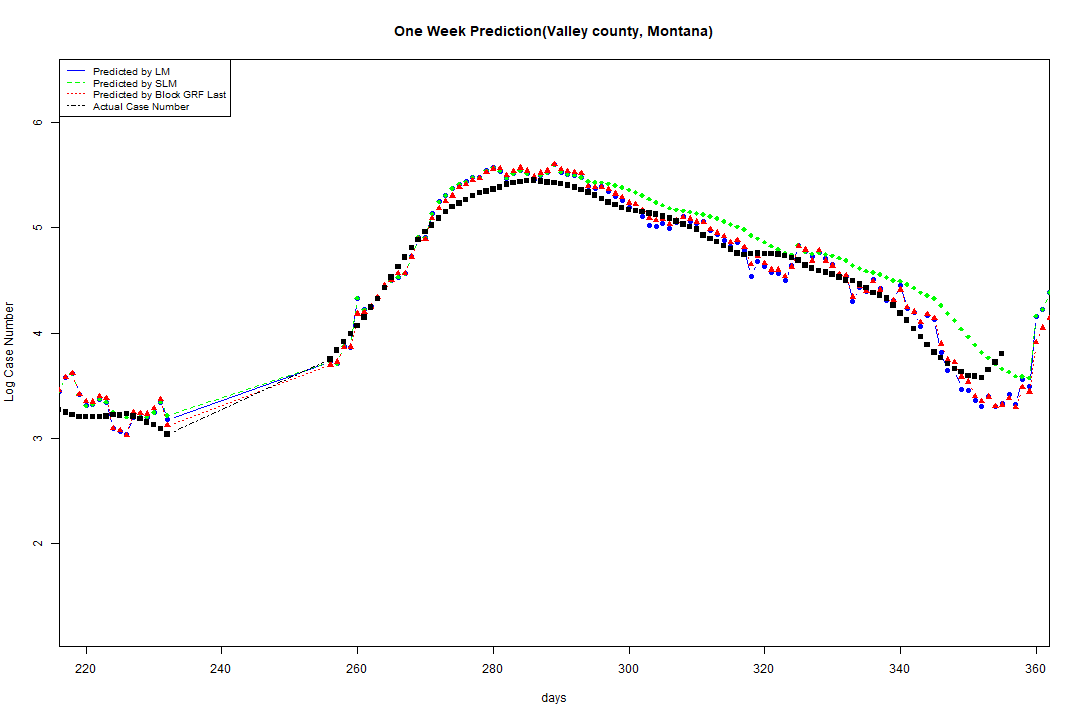 One Week Prediction(Valley county, Montana)
Predicted by LM
Predicted by SLM
Predicted by Block GRF Last
Actual Case Number
Log Case Number
6
5
4
3
2
220 240 260 280 300 320 340 360
days